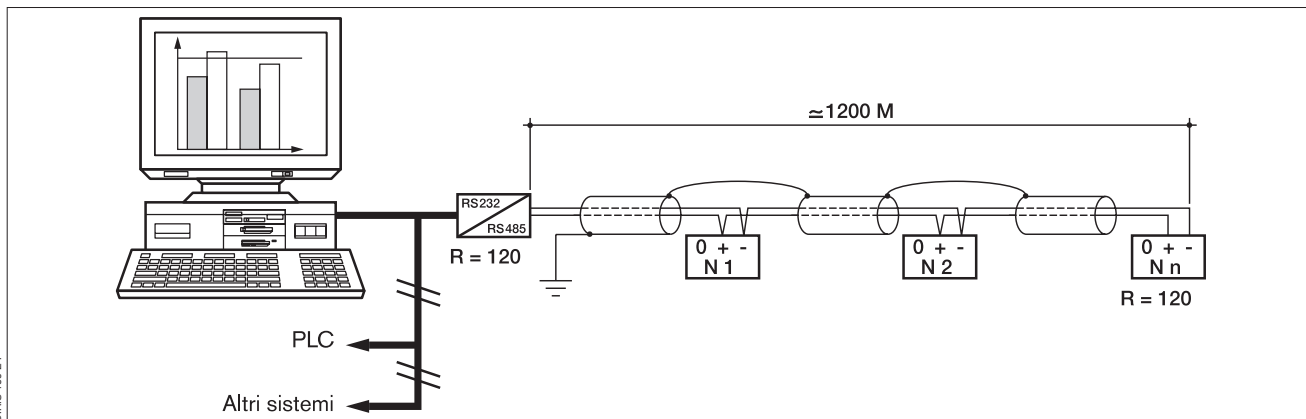 ≃1200 M
RS232
RS485
R = 120
0 + -
N 1
0 + -
N 2
0 + -
N n
R = 120
PLC
Altri sistemi